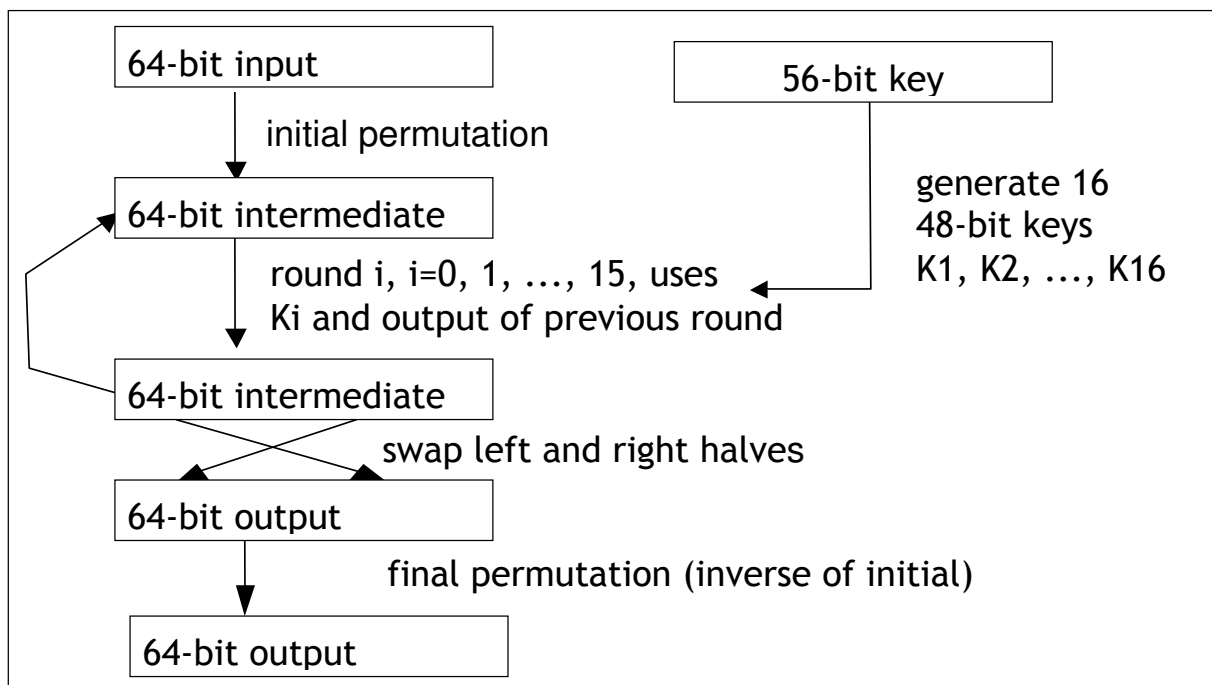 64-bit input
56-bit key
initial permutation
generate 16
48-bit keys
K1, K2, ..., K16
64-bit intermediate
round i, i=0, 1, ..., 15, uses
Ki and output of previous round
64-bit intermediate
swap left and right halves
64-bit output
final permutation (inverse of initial)
64-bit output